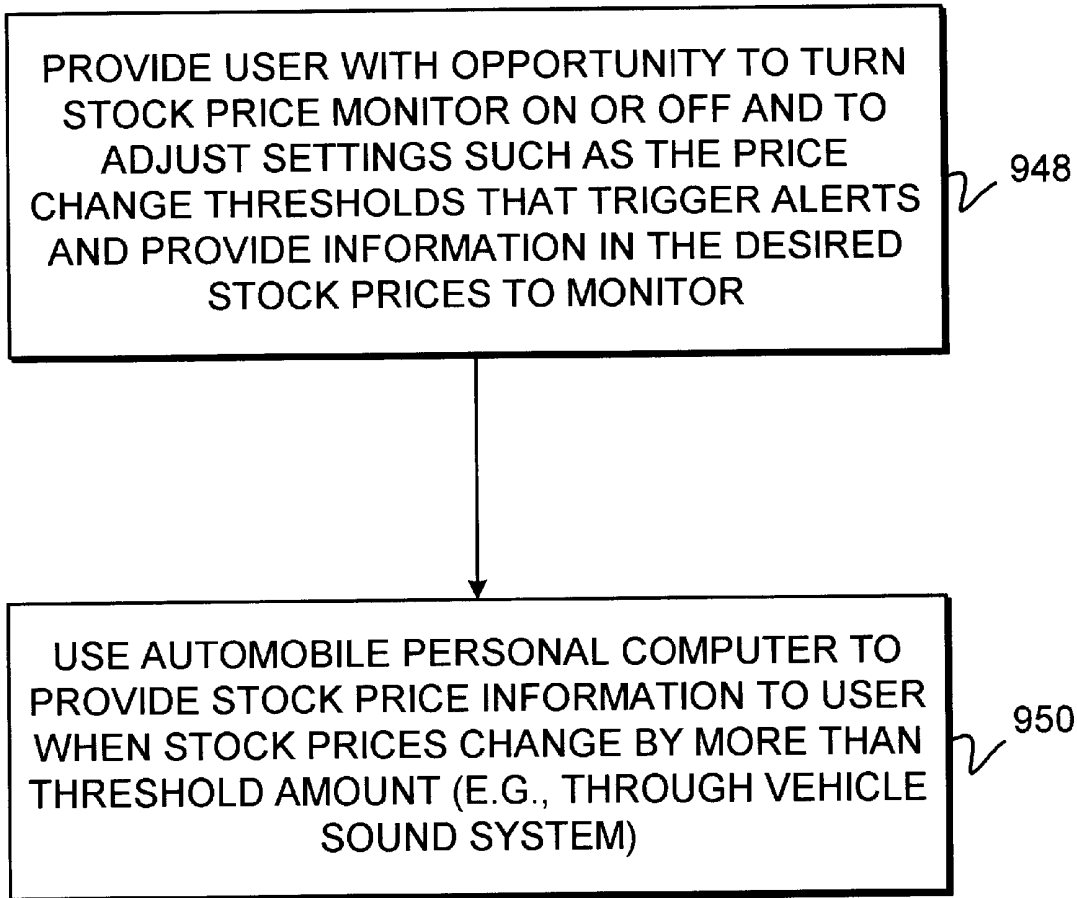 PROVIDE USER WITH OPPORTUNITY TO TURN
STOCK PRICE MONITOR ON OR OFF AND TO
ADJUST SETTINGS SUCH AS THE PRICE
CHANGE THRESHOLDS THAT TRIGGER ALERTS
AND PROVIDE INFORMATION IN THE DESIRED
STOCK PRICES TO MONITOR
948
USE AUTOMOBILE PERSONAL COMPUTER TO
PROVIDE STOCK PRICE INFORMATION TO USER
WHEN STOCK PRICES CHANGE BY MORE THAN
THRESHOLD AMOUNT (E.G., THROUGH VEHICLE
SOUND SYSTEM)
950